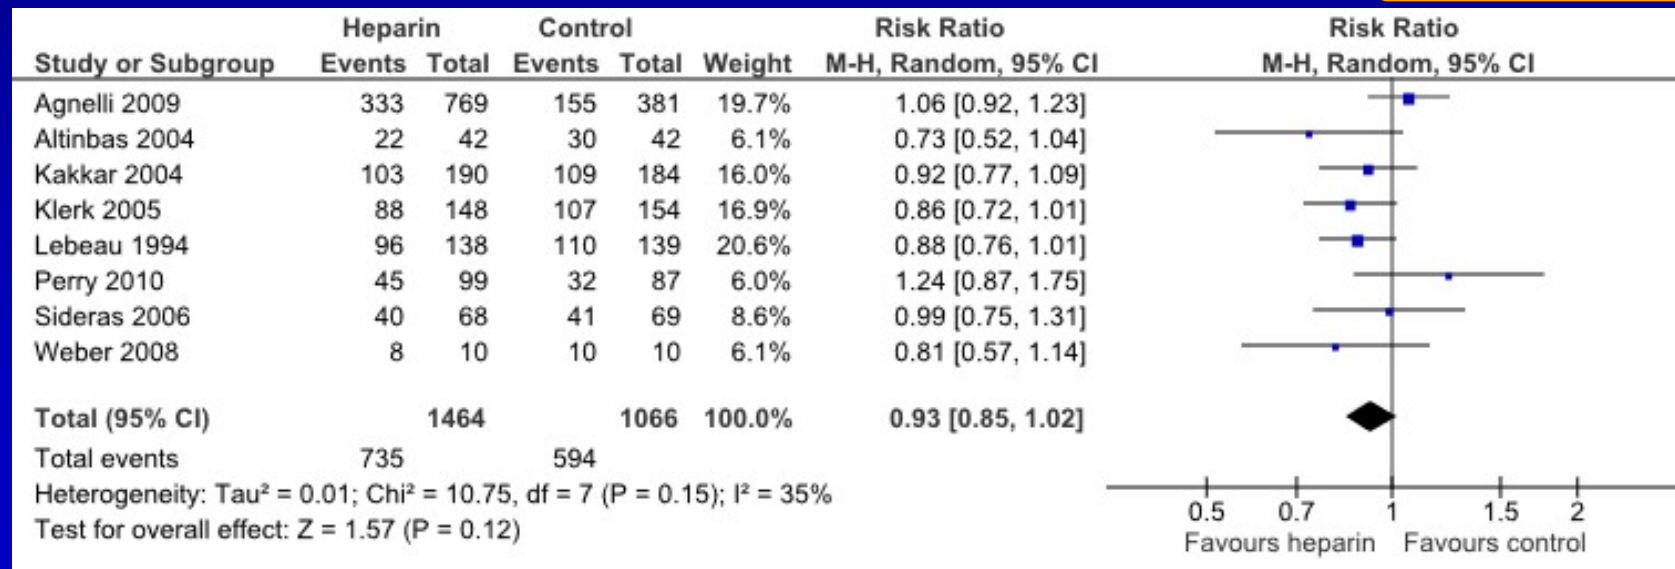 Heparin Control Risk Ratio Risk Ratio
Study or Subgroup Events Total Events Total Weight M-H, Random, 95% CI M-H, Random, 95% CI
Agnelli 2009 333 769 155 381 19.7% 1.06 [0.92, 1.23]
Altinbas 2004 22 42 30 42 6.1% 0.73 [0.52, 1.04]
Kakkar 2004 103 190 109 184 16.0% 0.92 [0.77, 1.09]
Klerk 2005 88 148 107 154 16.9% 0.86 [0.72, 1.01]
Lebeau 1994 96 138 110 139 20.6% 0.88 [0.76, 1.01]
Perry 2010 45 99 32 87 6.0% 1.24 [0.87, 1.75]
Sideras 2006 40 68 41 69 8.6% 0.99 [0.75, 1.31]
Weber 2008 8 10 10 10 6.1% 0.81 [0.57, 1.14]
Total (95% CI) 1464 1066 100.0% 0.93 [0.85, 1.02]
Total events 735 594
Heterogeneity: Tau² = 0.01; Chi² = 10.75, df = 7 (P = 0.15); I² = 35%
Test for overall effect: Z = 1.57 (P = 0.12)
0.5 0.7 1 1.5 2
Favours heparin Favours control